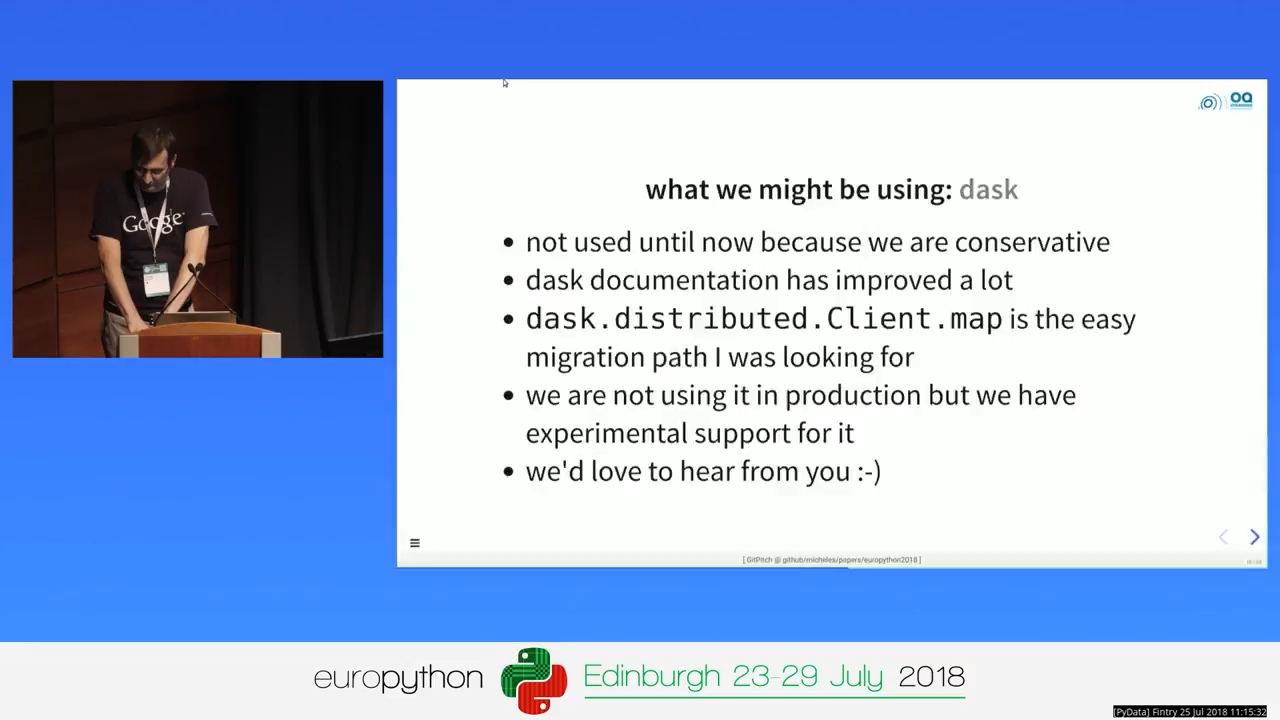 Google
oa
what we might be using: dask
• not used until now because we are conservative
• dask documentation has improved a lot
• dask.distributed.Client.map is the easy
migration path I was looking for
• we are not using it in production but we have
experimental support for it
• we'd love to hear from you :-)
[ GitPitch @ github/micheles/papers/europython2018 ]
europython
Edinburgh 23-29 July 2018
[PyData] Fintry 25 Jul 2018 11:15:32